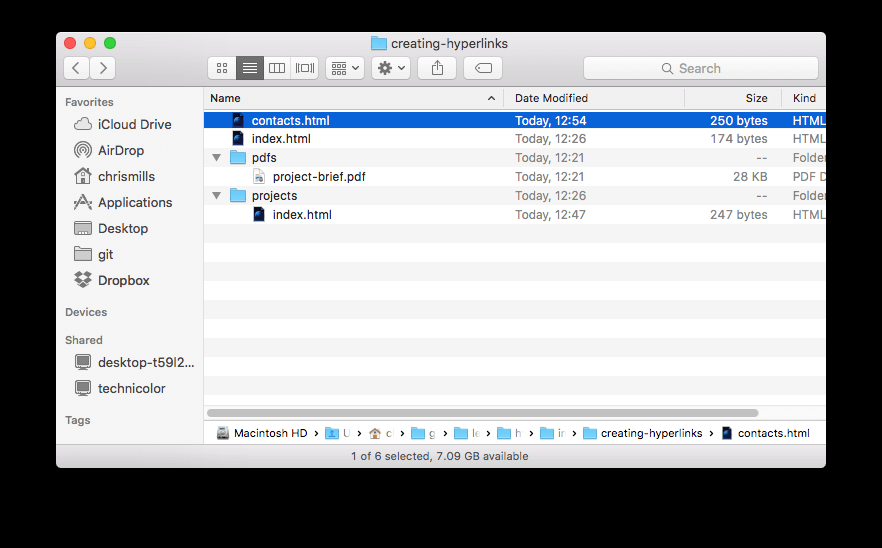 creating-hyperlinks
Search
Favorites
iCloud Drive
AirDrop
chrismills
Applications
Desktop
git
Dropbox
Devices
Shared
desktop-t59l2...
technicolor
Tags
Name Date Modified Size Kind
contacts.html Today, 12:54 250 bytes HTML
index.html Today, 12:26 174 bytes HTML
pdfs Today, 12:21 -- Folder
project-brief.pdf Today, 12:21 28 KB PDF D
projects Today, 12:26 -- Folder
index.html Today, 12:47 247 bytes HTML
Macintosh HD › U › c › g › le › h › ir › creating-hyperlinks › contacts.html
1 of 6 selected, 7.09 GB available